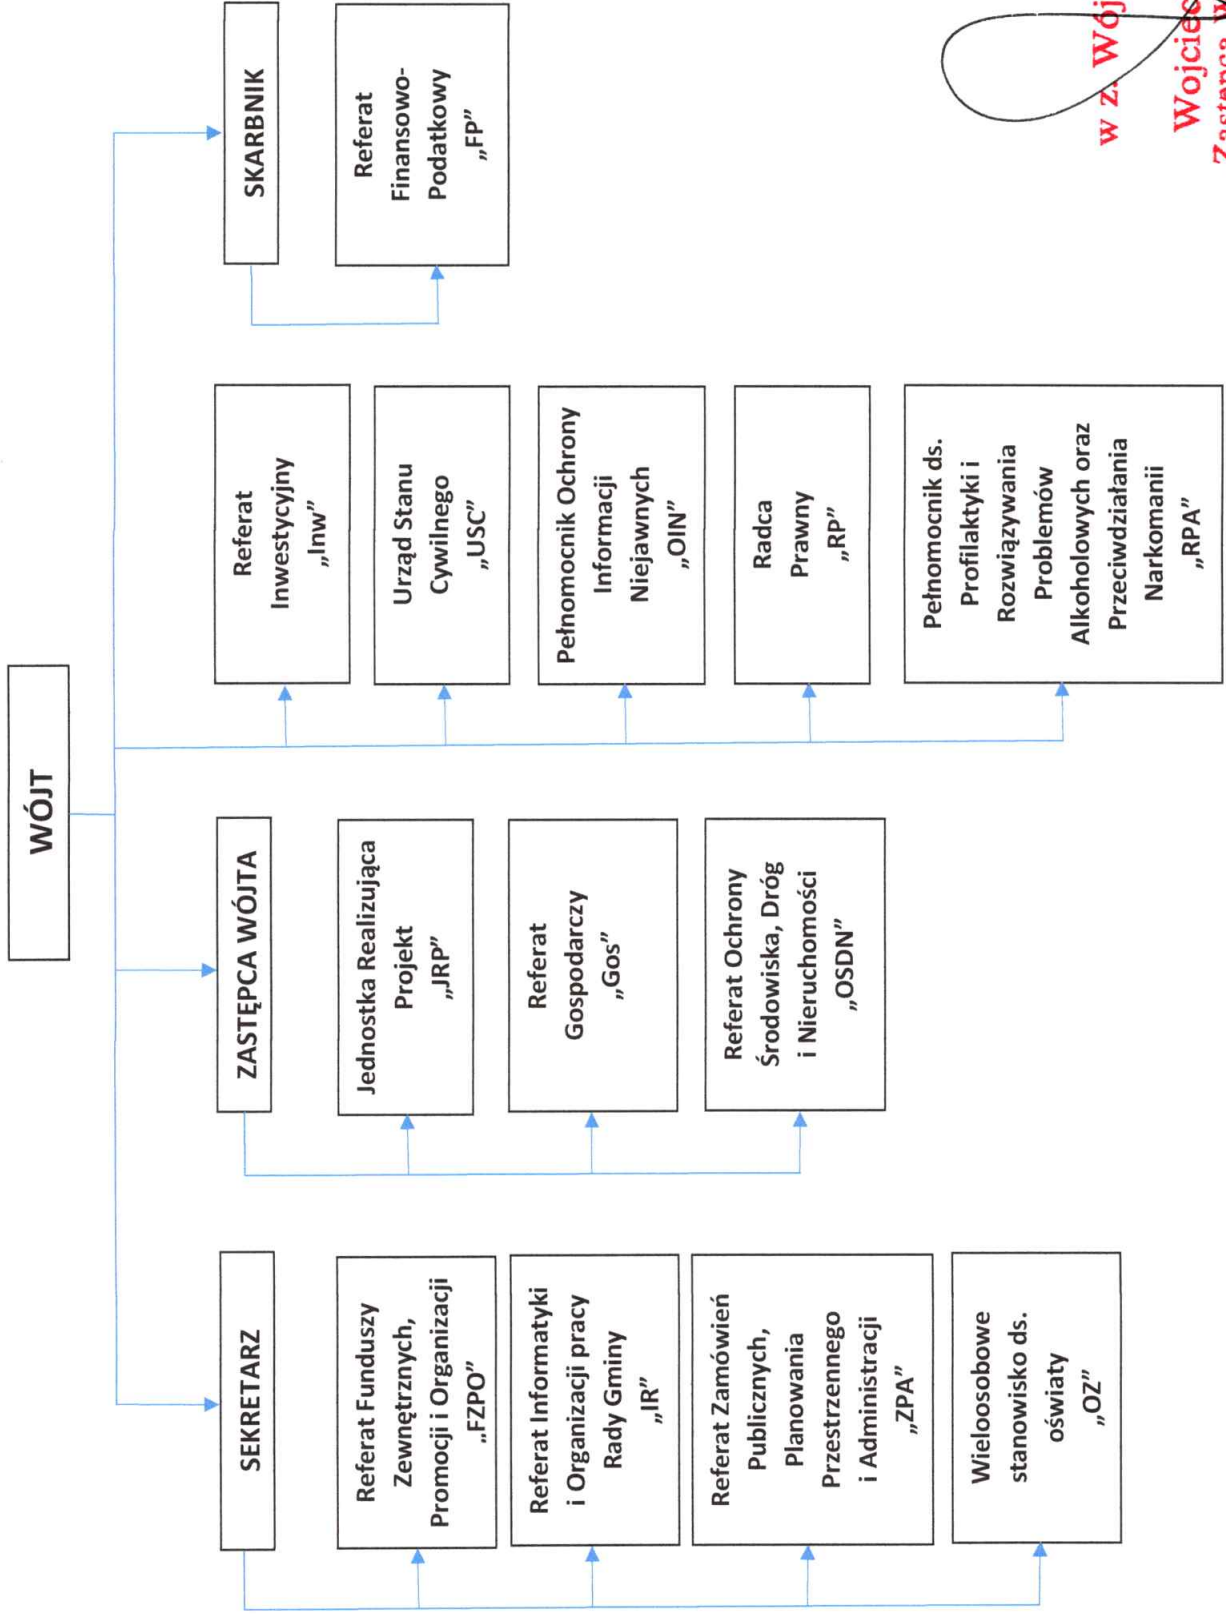 WÓJT
SEKRETARZ
Referat Funduszy
Zewnętrznych,
Promocji i Organizacji
„FZPO”
Referat Informatyki
i Organizacji pracy
Rady Gminy
„IR”
Referat Zamówień
Publicznych,
Planowania
Przestrzennego
i Administracji
„ZPA”
Wieloosobowe
stanowisko ds.
oświaty
„OZ”
ZASTĘPCA WÓJTA
Jednostka Realizująca
Projekt
„JRP”
Referat
Gospodarczy
„Gos”
Referat Ochrony
Środowiska, Dróg
i Nieruchomości
„OSDN”
Referat
Inwestycyjny
„Inw”
Urząd Stanu
Cywilnego
„USC”
Pełnomocnik Ochrony
Informacji
Niejawnych
„OIN”
Radca
Prawny
„RP”
Pełnomocnik ds.
Profilaktyki i
Rozwiązywania
Problemów
Alkoholowych oraz
Przeciwdziałania
Narkomanii
„RPA”
SKARBNIK
Referat
Finansowo-
Podatkowy
„FP”
w z. Wój
Wojciec
Zastępca W